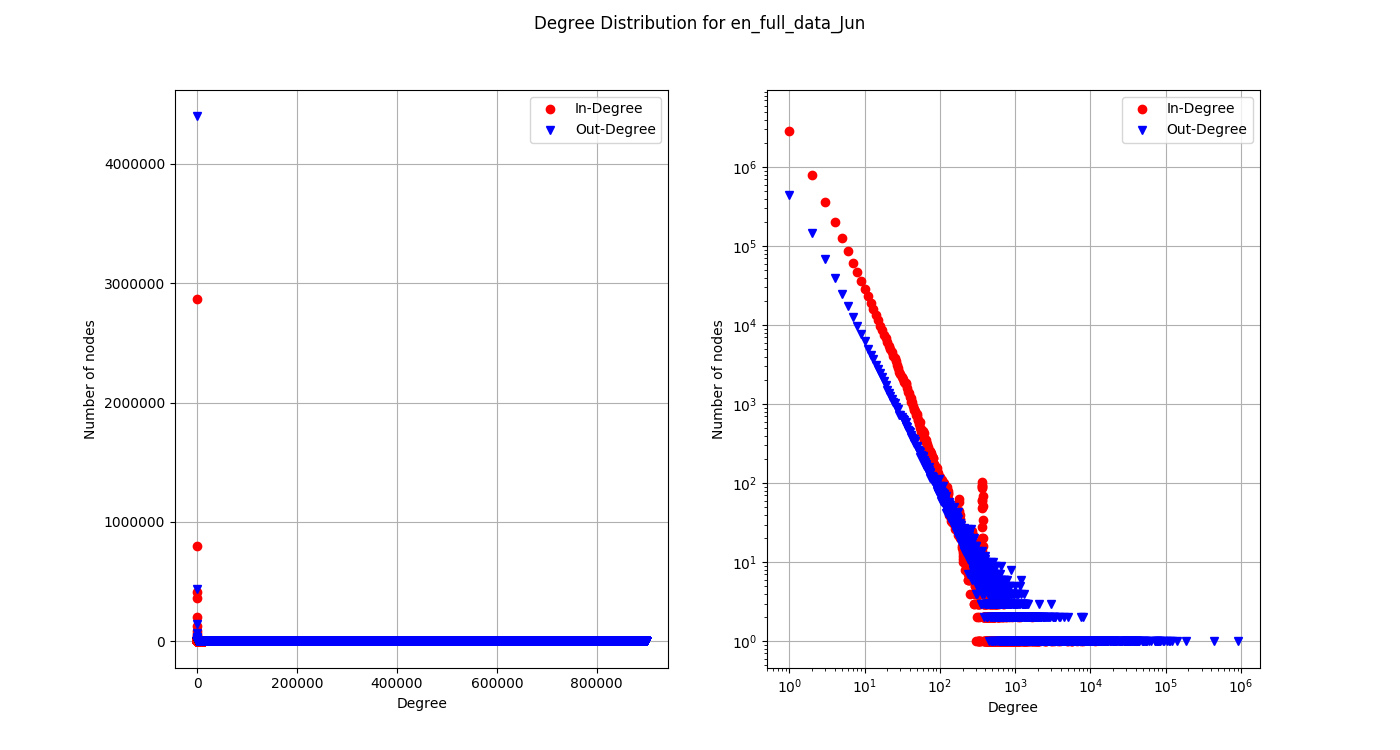 Degree Distribution for en_full_data_Jun
In-Degree
Out-Degree
4000000
3000000
2000000
1000000
0
Number of nodes
0 200000 400000 600000 800000
Degree
In-Degree
Out-Degree
10^6
10^5
10^4
10^3
10^2
10^1
10^0
Number of nodes
10^0 10^1 10^2 10^3 10^4 10^5 10^6
Degree